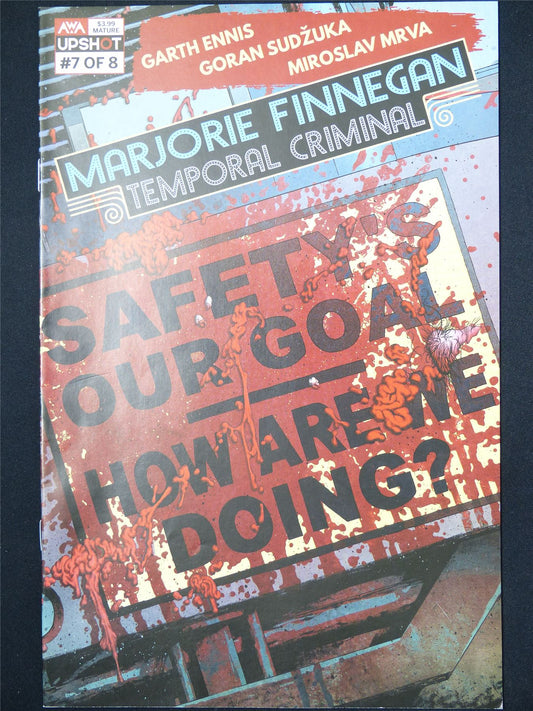 AWA
UPSHOT
$3.99
MATURE
#7 OF 8
GARTH ENNIS
GORAN SUDŽUKA
MIROSLAV MRVA
MARJORIE FINNEGAN
TEMPORAL CRIMINAL
SAFETY'S
OUR GOAL
HOW ARE WE
DOING?